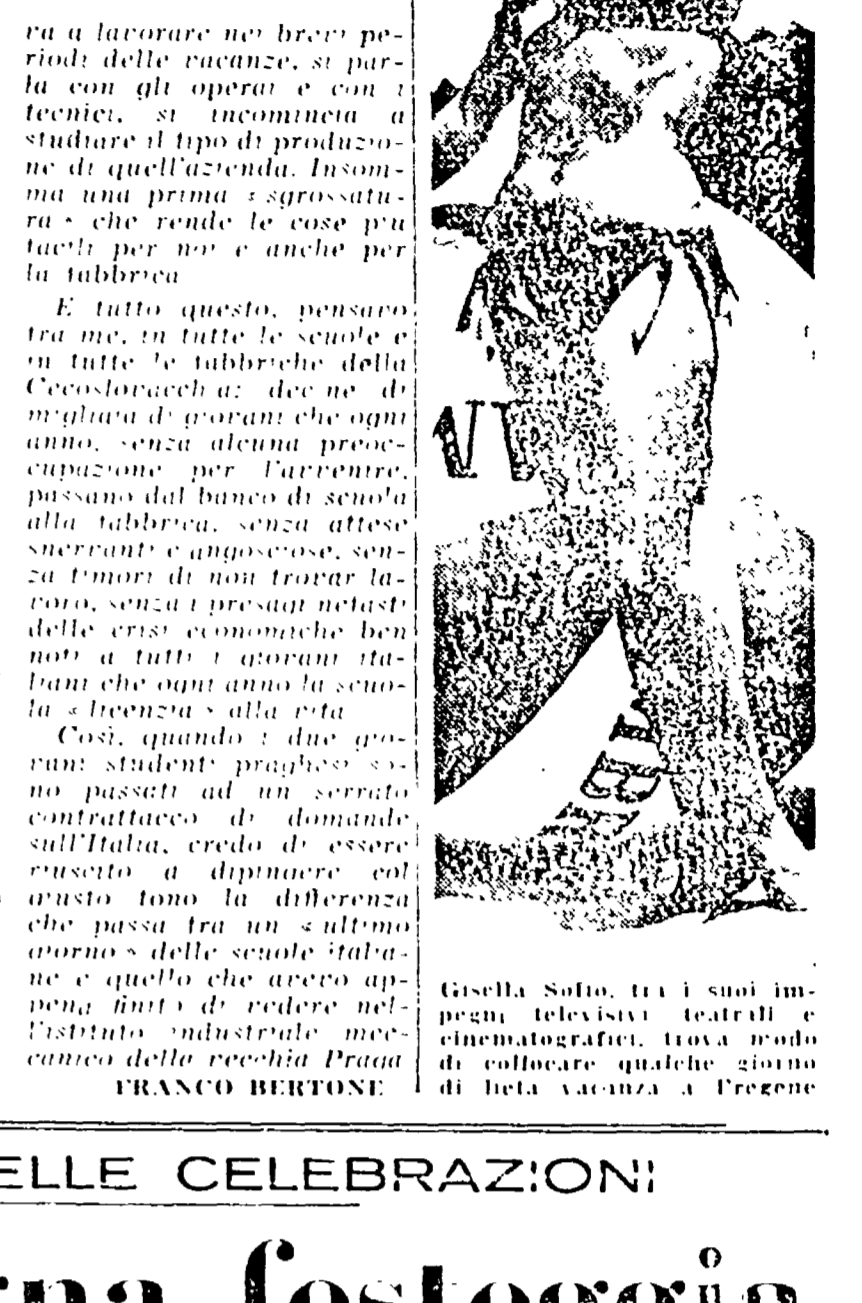 ra a lavorare nei brevi pe-
riodi delle vacanze, si par-
la con gli operai e con i
tecnici, si incomincia a
studiare il tipo di produzio-
ne di quell'azienda. Insom-
ma una prima « sgrossatu-
ra » che rende le cose più
facili per noi e anche per
la fabbrica
E tutto questo, pensavo
tra me, in tutte le scuole e
in tutte le fabbriche della
Cecoslovacchia: decine di
migliaia di giovani che ogni
anno, senza alcuna preoc-
cupazione per l'avvenire,
passano dal banco di scuola
alla fabbrica, senza attese
snervanti e angosciose, sen-
za timori di non trovar la-
voro, senza i presagi nefasti
delle crisi economiche ben
noti a tutti i giovani ita-
liani che ogni anno la scuo-
la « licenzia » alla vita
Così, quando i due gio-
vani studenti praghesi so-
no passati ad un serrato
contrattacco di domande
sull'Italia, credo di essere
riuscito a dipingere col
giusto tono la differenza
che passa tra un « ultimo
giorno » delle scuole italia-
ne e quello che avevo ap-
pena finito di vedere nel-
l'istituto industriale mec-
canico della vecchia Praga
FRANCO BERTONE
Gisella Sofio, tra i suoi im-
pegni televisivi teatrali e
cinematografici, trova modo
di collocare qualche giorno
di lieta vacanza a Fregene
ELLE CELEBRAZIONI
rna festeggia